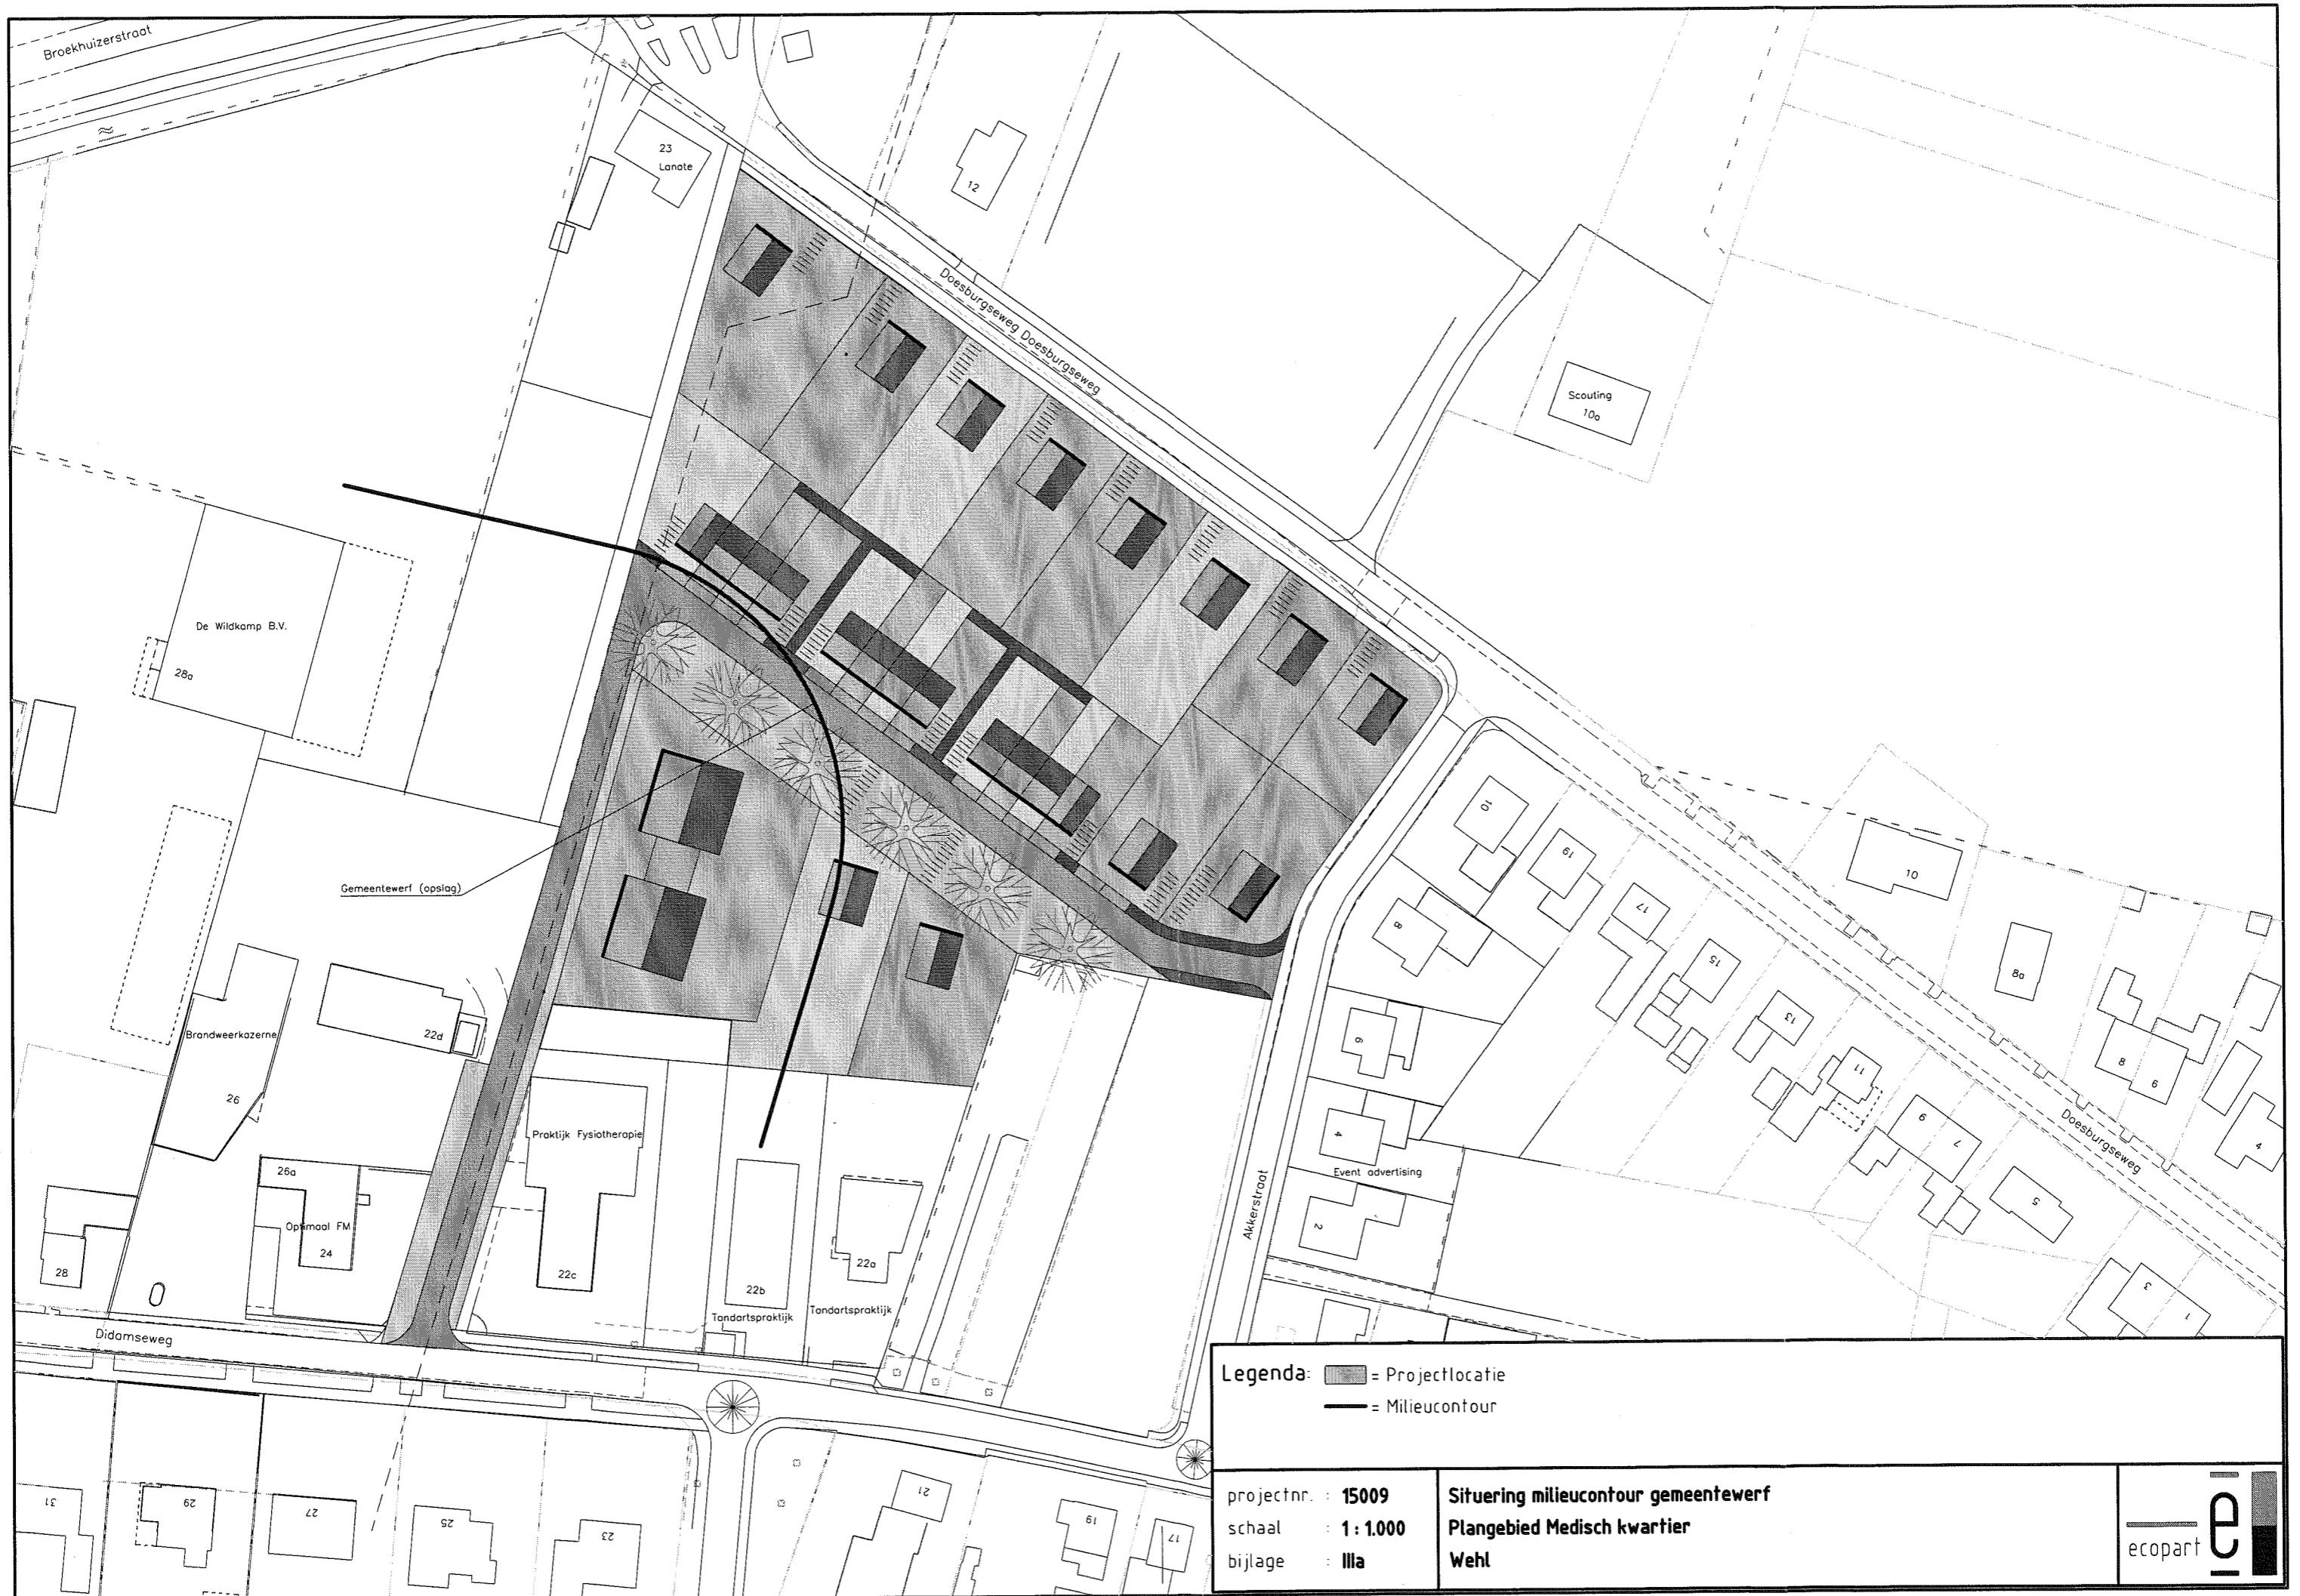 Broekhuizerstraat
23
Lanate
12
Doesburgseweg Doesburgseweg
Scouting
10a
De Wildkamp B.V.
28a
Gemeentewerf (opslag)
10
19
17
8
15
13
11
9
7
5
3
1
10
8a
8
6
4
Doesburgseweg
6
4
Event advertising
2
Akkerstraat
Brandweerkazerne
26
22d
26a
Optimaal FM
24
28
Praktijk Fysiotherapie
22c
22b
Tandartspraktijk
22a
Tandartspraktijk
Didamseweg
31
29
27
25
23
21
19
17
Legenda:
= Projectlocatie
= Milieucontour
projectnr. : 15009
schaal : 1 : 1.000
bijlage : IIIa
Situering milieucontour gemeentewerf
Plangebied Medisch kwartier
Wehl
ecopart
e